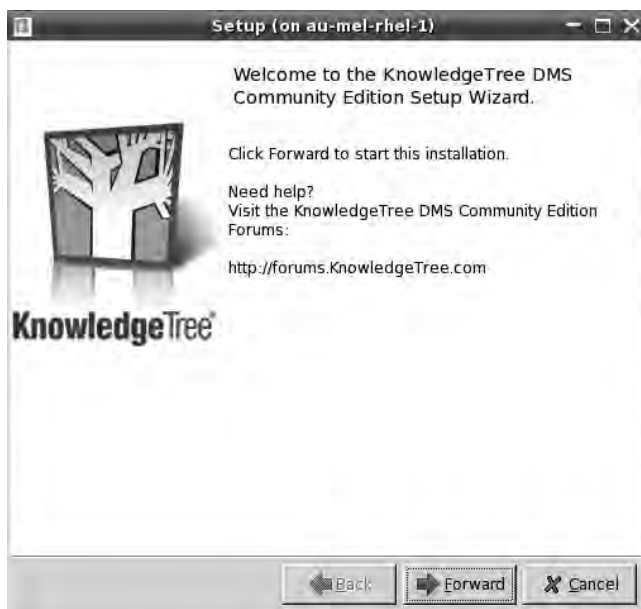 Setup (on au-mel-rhel-1)
Welcome to the KnowledgeTree DMS
Community Edition Setup Wizard.
Click Forward to start this installation.
Need help?
Visit the KnowledgeTree DMS Community Edition
Forums:
http://forums.KnowledgeTree.com
KnowledgeTree®
Back
Forward
Cancel